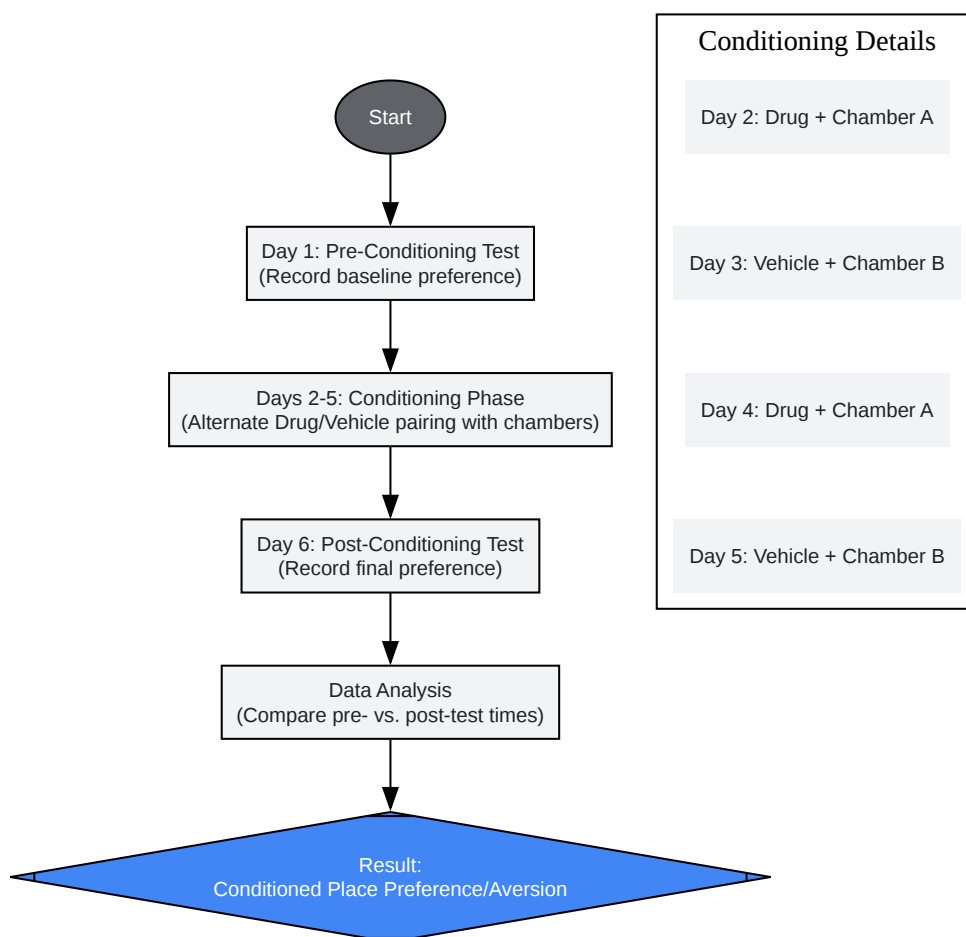 Start
Day 1: Pre-Conditioning Test
(Record baseline preference)
Days 2-5: Conditioning Phase
(Alternate Drug/Vehicle pairing with chambers)
Day 6: Post-Conditioning Test
(Record final preference)
Data Analysis
(Compare pre- vs. post-test times)
Result:
Conditioned Place Preference/Aversion
Conditioning Details
Day 2: Drug + Chamber A
Day 3: Vehicle + Chamber B
Day 4: Drug + Chamber A
Day 5: Vehicle + Chamber B